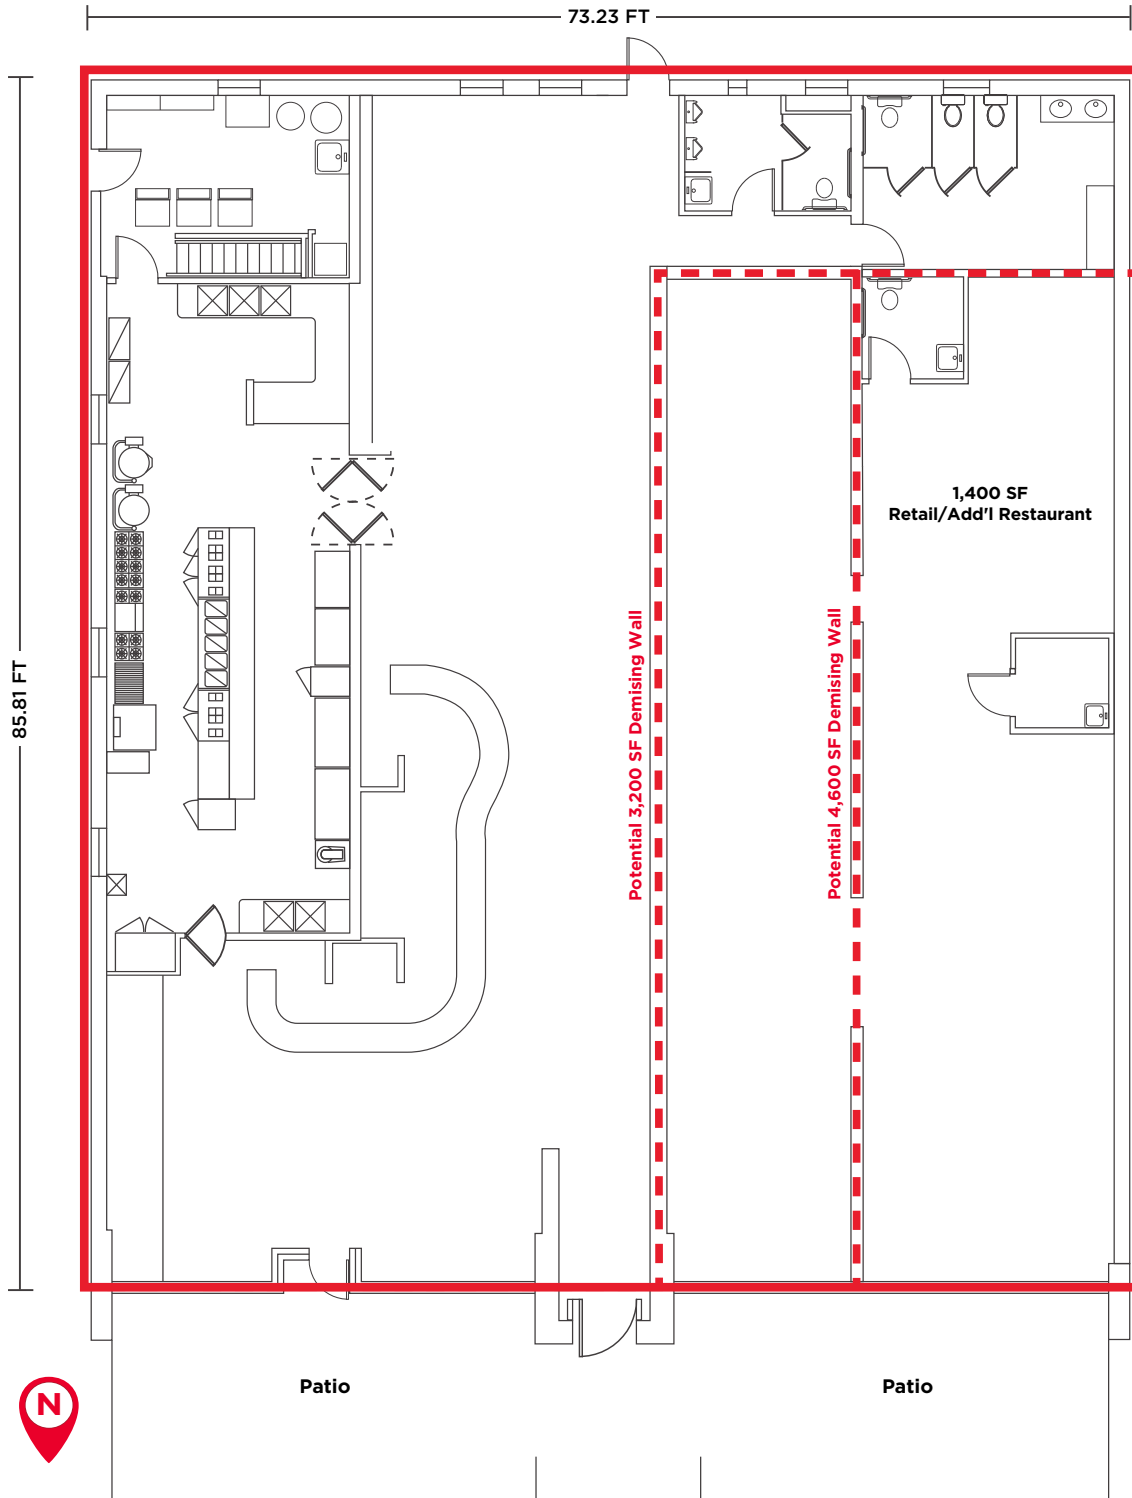 73.23 FT
85.81 FT
1,400 SF
Retail/Add'l Restaurant
Potential 3,200 SF Demising Wall
Potential 4,600 SF Demising Wall
Patio
Patio
N